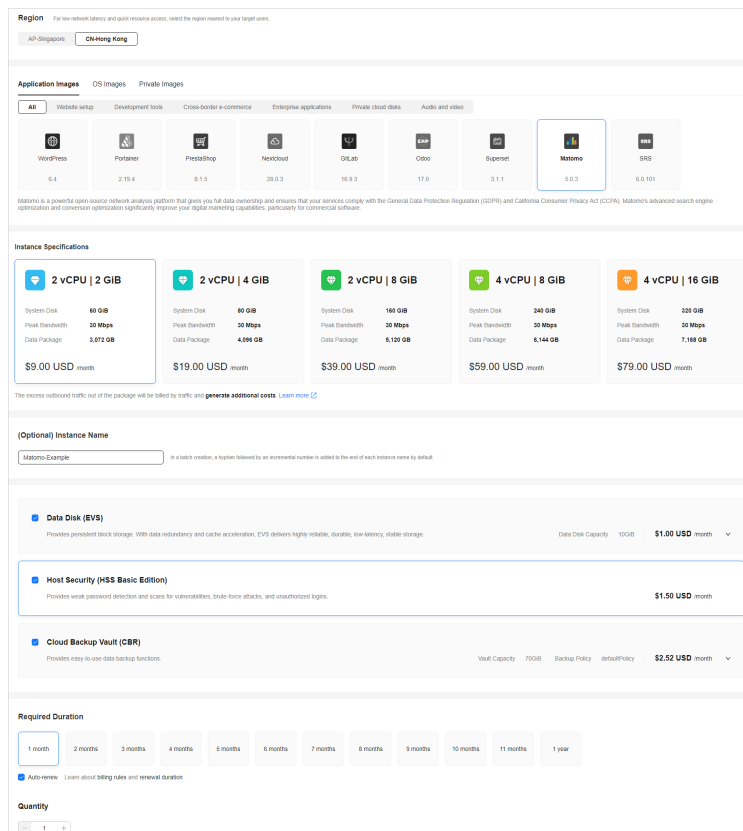 Region For low network latency and quick resource access, select the region nearest to your target users.
AP-Singapore CN-Hong Kong
Application Images OS Images Private Images
All Website setup Development tools Cross-border e-commerce Enterprise applications Private cloud disks Audio and video
WordPress Portainer PrestaShop Nextcloud GitLab Odoo Superset Matomo SRS
6.4 2.19.4 8.1.5 28.0.3 16.9.3 17.0 3.1.1 5.0.3 6.0.101
Matomo is a powerful open-source network analysis platform that gives you full data ownership and ensures that your services comply with the General Data Protection Regulation (GDPR) and California Consumer Privacy Act (CCPA). Matomo's advanced search engine
optimization and conversion optimization significantly improve your digital marketing capabilities, particularly for commercial software.
Instance Specifications
2 vCPU | 2 GiB 2 vCPU | 4 GiB 2 vCPU | 8 GiB 4 vCPU | 8 GiB 4 vCPU | 16 GiB
System Disk 60 GiB System Disk 80 GiB System Disk 160 GiB System Disk 240 GiB System Disk 320 GiB
Peak Bandwidth 30 Mbps Peak Bandwidth 30 Mbps Peak Bandwidth 30 Mbps Peak Bandwidth 30 Mbps Peak Bandwidth 30 Mbps
Data Package 3,072 GB Data Package 4,096 GB Data Package 5,120 GB Data Package 6,144 GB Data Package 7,168 GB
$9.00 USD /month $19.00 USD /month $39.00 USD /month $59.00 USD /month $79.00 USD /month
The excess outbound traffic out of the package will be billed by traffic and generate additional costs. Learn more
(Optional) Instance Name
Matomo-Example In a batch creation, a hyphen followed by an incremental number is added to the end of each instance name by default.
Data Disk (EVS)
Provides persistent block storage. With data redundancy and cache acceleration, EVS delivers highly reliable, durable, low-latency, stable storage. Data Disk Capacity 10GiB $1.00 USD /month
Host Security (HSS Basic Edition)
Provides weak password detection and scans for vulnerabilities, brute-force attacks, and unauthorized logins. $1.50 USD /month
Cloud Backup Vault (CBR)
Provides easy-to-use data backup functions. Vault Capacity 70GiB Backup Policy defaultPolicy $2.52 USD /month
Required Duration
1 month 2 months 3 months 4 months 5 months 6 months 7 months 8 months 9 months 10 months 11 months 1 year
Auto-renew Learn about billing rules and renewal duration
Quantity
− 1 +